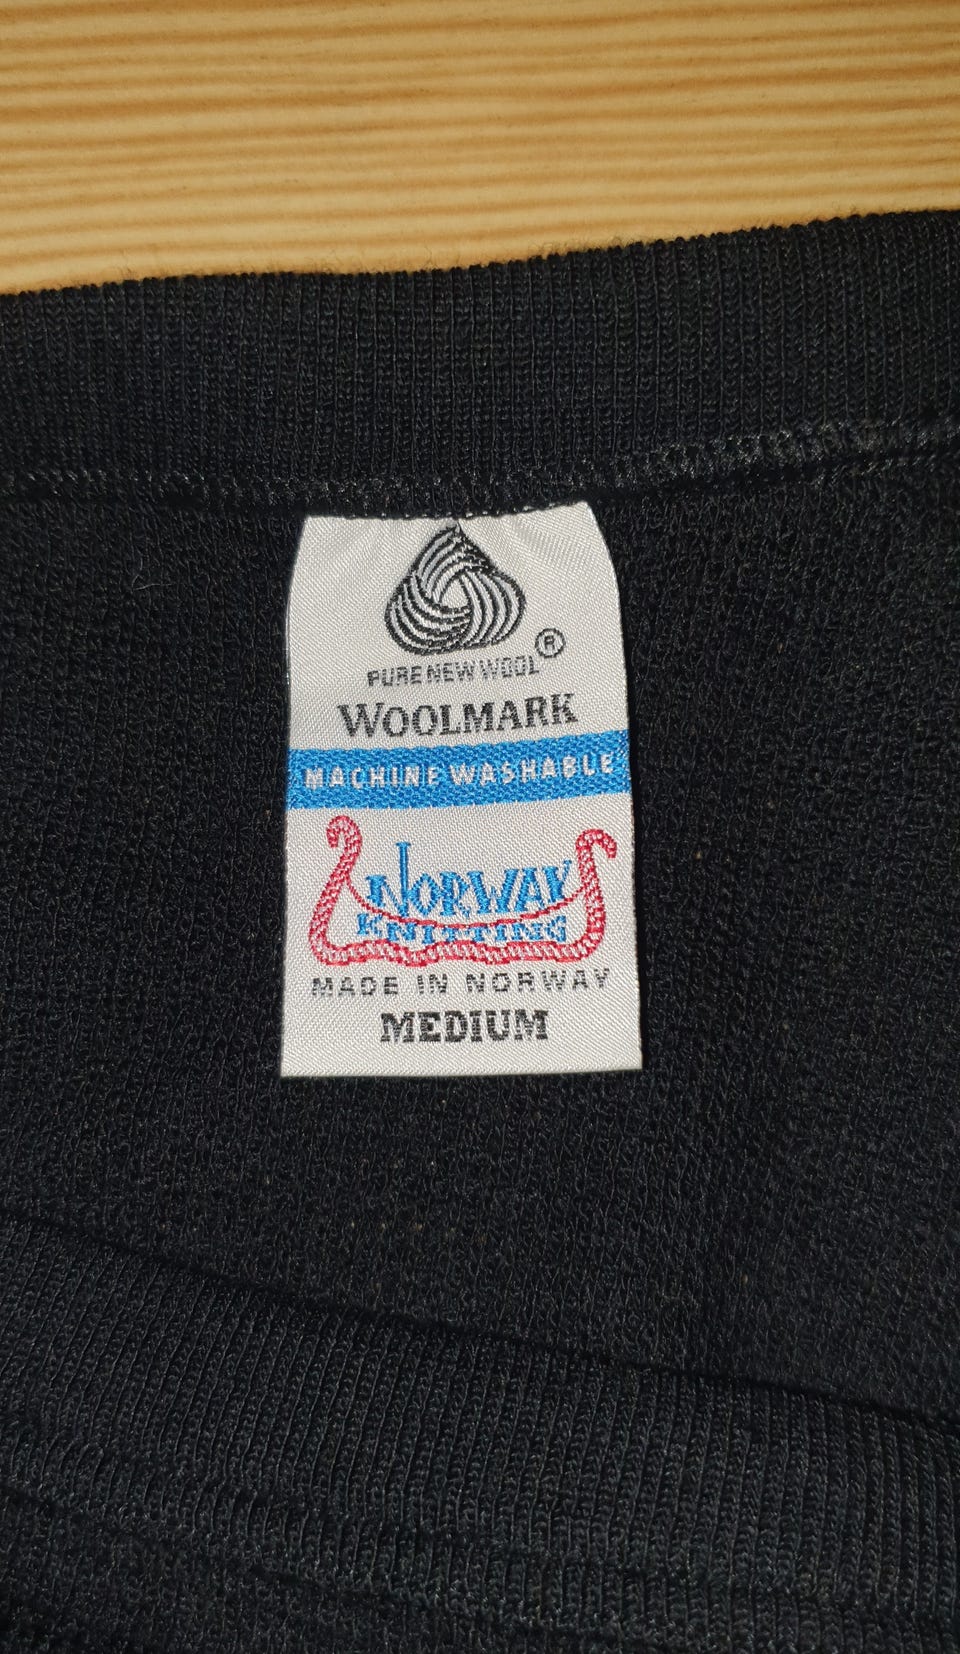 ®
PURE NEW WOOL
WOOLMARK
MACHINE WASHABLE
NORWAY
KNITTING
MADE IN NORWAY
MEDIUM